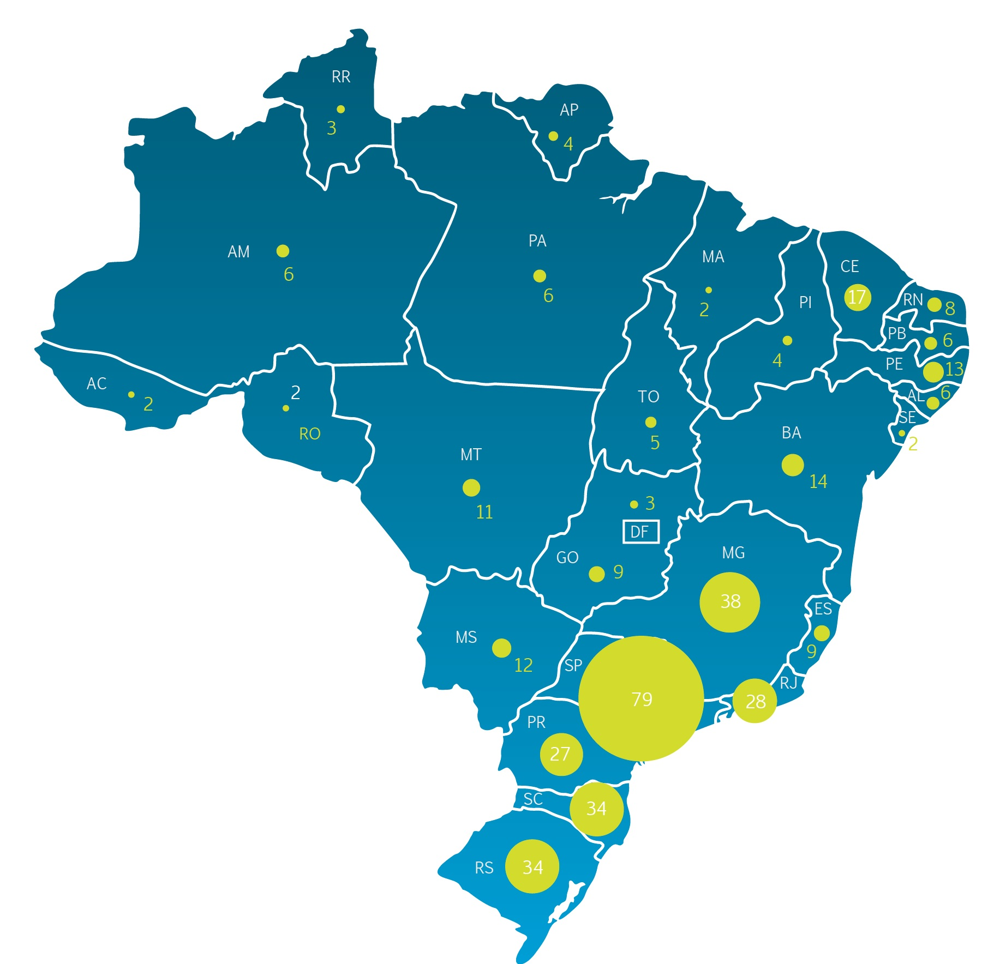 RR
3
AP
4
AM
6
PA
6
MA
2
CE
17
PI
4
RN
8
PB
6
PE
13
AL
6
SE
2
AC
2
2
RO
TO
5
BA
14
MT
11
3
DF
GO
9
MG
38
ES
9
MS
12
SP
79
RJ
28
PR
27
SC
34
RS
34